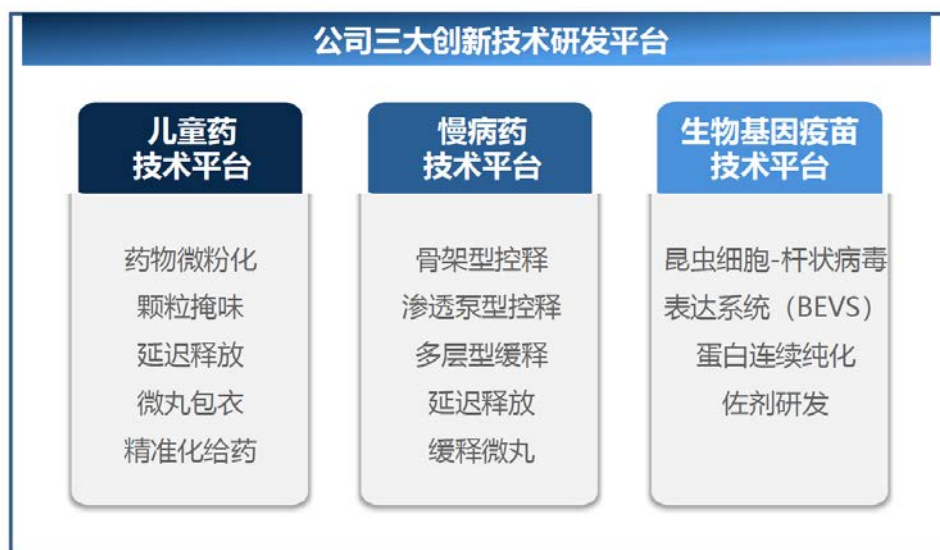 公司三大创新技术研发平台
儿童药
技术平台
药物微粉化
颗粒掩味
延迟释放
微丸包衣
精准化给药
慢病药
技术平台
骨架型控释
渗透泵型控释
多层型缓释
延迟释放
缓释微丸
生物基因疫苗
技术平台
昆虫细胞-杆状病毒
表达系统（BEVS）
蛋白连续纯化
佐剂研发